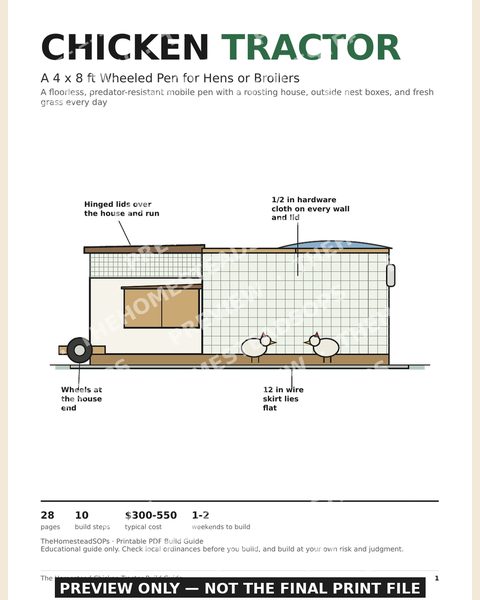 CHICKEN TRACTOR
A 4 x 8 ft Wheeled Pen for Hens or Broilers
A floorless, predator-resistant mobile pen with a roosting house, outside nest boxes, and fresh
grass every day
Hinged lids over
the house and run
1/2 in hardware
cloth on every wall
and lid
Wheels at
the house
end
12 in wire
skirt lies
flat
28 10 $300-550 1-2
pages build steps typical cost weekends to build
TheHomesteadSOPs · Printable PDF Build Guide
Educational guide only. Check local ordinances before you build, and build at your own risk and judgment.
1
PREVIEW ONLY — NOT THE FINAL PRINT FILE